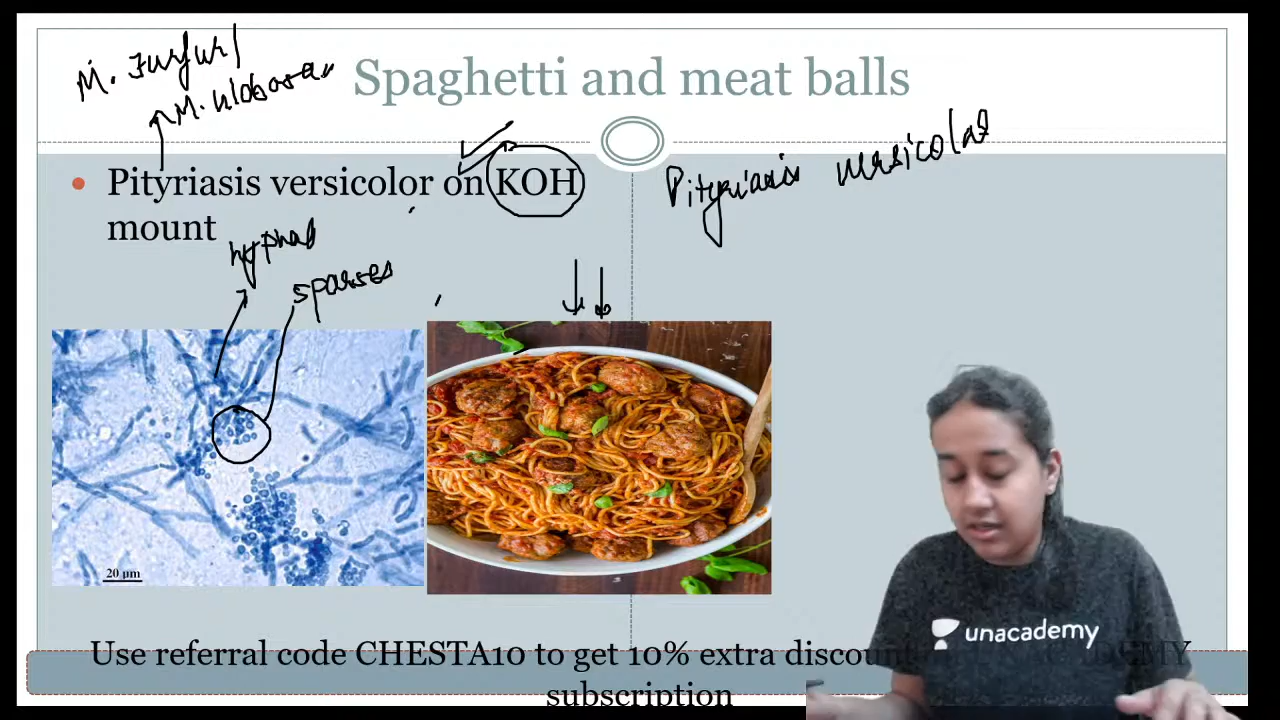 M. Furfur/
M. Globosa
Spaghetti and meat balls
Pityriasis versicolor on KOH
mount
Pityriasis versicolor
hyphae
spores
20 µm
unacademy
Use referral code CHESTA10 to get 10% extra discount
subscription